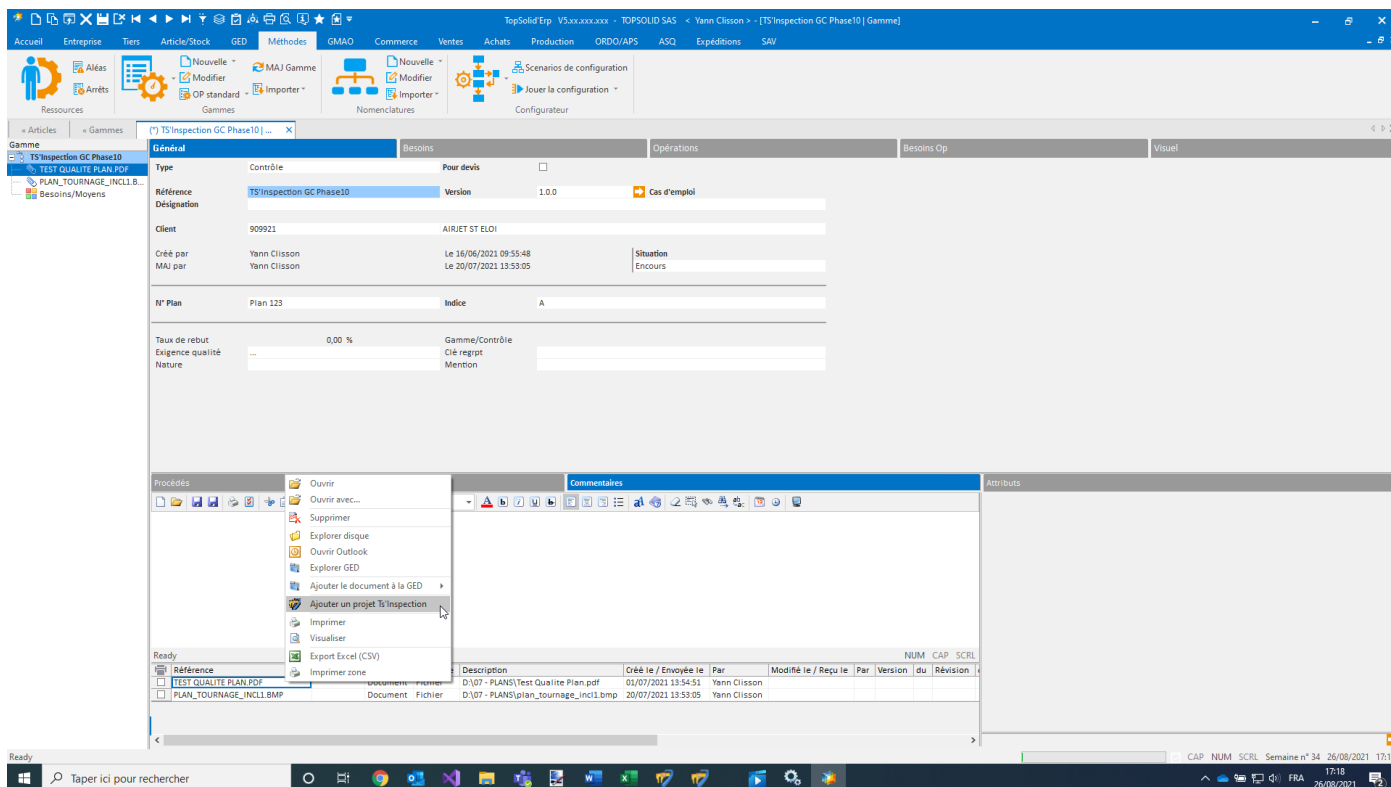 TopSolid'Erp V5.xx.xxx.xxx - TOPSOLID SAS < Yann Clisson > - [TS'Inspection GC Phase10 | Gamme]
Accueil Entreprise Tiers Article/Stock GED Méthodes GMAO Commerce Ventes Achats Production ORDO/APS ASQ Expéditions SAV
Aléas Nouvelle MAJ Gamme Nouvelle Scenarios de configuration
Modifier Modifier
Arrêts OP standard Importer Importer Jouer la configuration
Ressources Gammes Nomenclatures Configurateur
« Articles « Gammes (*) TS'Inspection GC Phase10 | ... X
Gamme
TS'Inspection GC Phase10
TEST QUALITE PLAN.PDF
PLAN_TOURNAGE_INCL1.B...
Besoins/Moyens
Général Besoins Opérations Besoins Op Visuel
Type Contrôle Pour devis
Référence TS'Inspection GC Phase10 Version 1.0.0 Cas d'emploi
Désignation
Client 909921 AIRJET ST ELOI
Créé par Yann Clisson Le 16/06/2021 09:55:48 Situation
MAJ par Yann Clisson Le 20/07/2021 13:53:05 Encours
N° Plan Plan 123 Indice A
Taux de rebut 0,00 % Gamme/Contrôle
Exigence qualité ... Clé regrpt
Nature Mention
Procédés Commentaires Attributs
Ouvrir
Ouvrir avec...
Supprimer
Explorer disque
Ouvrir Outlook
Explorer GED
Ajouter le document à la GED
Ajouter un projet Ts'Inspection
Imprimer
Visualiser
Export Excel (CSV)
Imprimer zone
Ready NUM CAP SCRL
Référence Description Créé le / Envoyée le Par Modifié le / Reçu le Par Version du Révision
TEST QUALITE PLAN.PDF Document Fichier D:\07 - PLANS\Test Qualite Plan.pdf 01/07/2021 13:54:51 Yann Clisson
PLAN_TOURNAGE_INCL1.BMP Document Fichier D:\07 - PLANS\plan_tournage_incl1.bmp 20/07/2021 13:53:05 Yann Clisson
Ready CAP NUM SCRL Semaine n° 34 26/08/2021 17:1
Taper ici pour rechercher FRA 17:18
26/08/2021